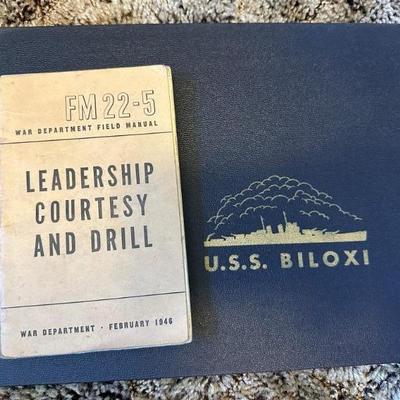 FM 22-5
WAR DEPARTMENT FIELD MANUAL
LEADERSHIP
COURTESY
AND DRILL
WAR DEPARTMENT · FEBRUARY 1946
U.S.S. BILOXI